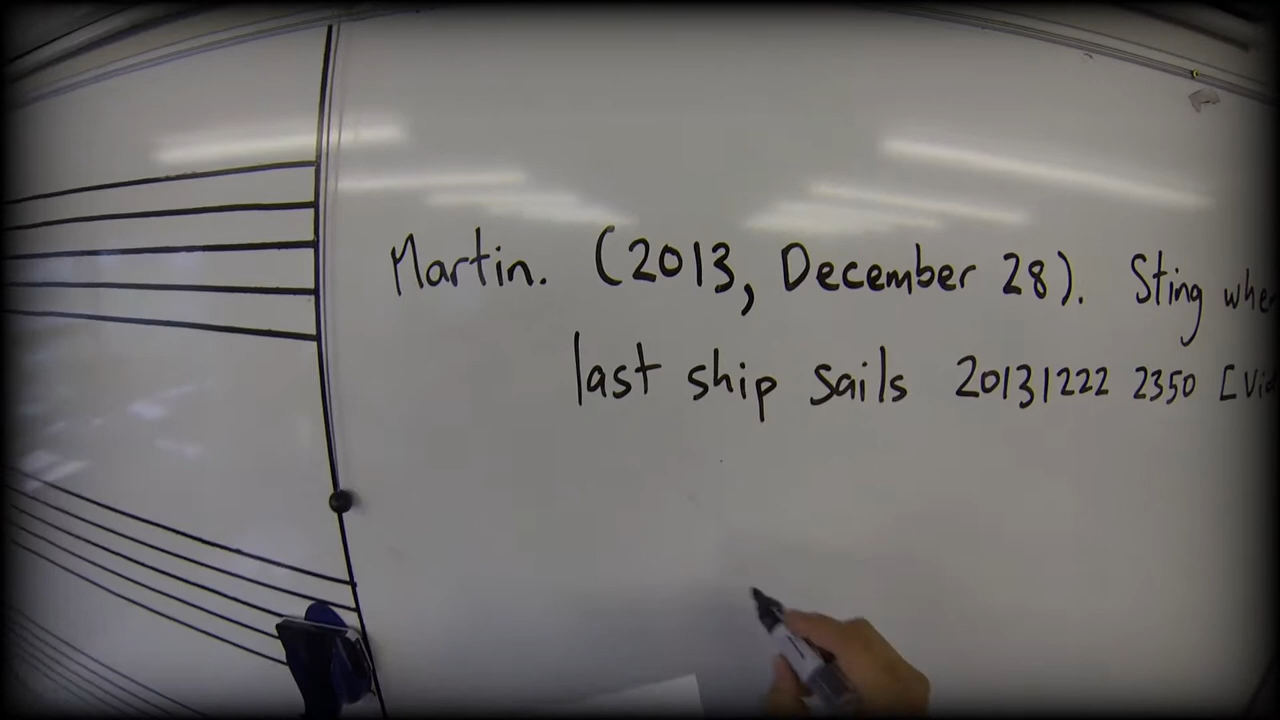 Martin. (2013, December 28). Sting
last ship sails 20131222 2350